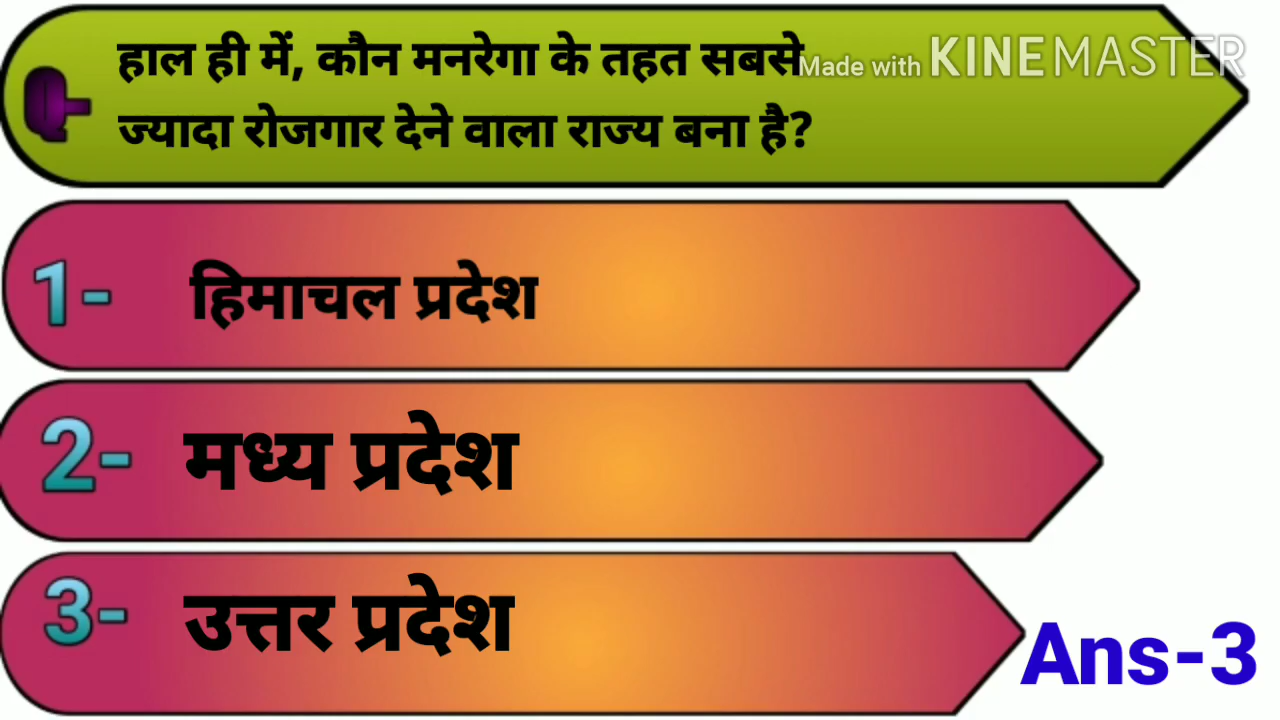 Q- हाल ही में, कौन मनरेगा के तहत सबसे
Made with KINEMASTER
ज्यादा रोजगार देने वाला राज्य बना है?
1- हिमाचल प्रदेश
2- मध्य प्रदेश
3- उत्तर प्रदेश
Ans-3